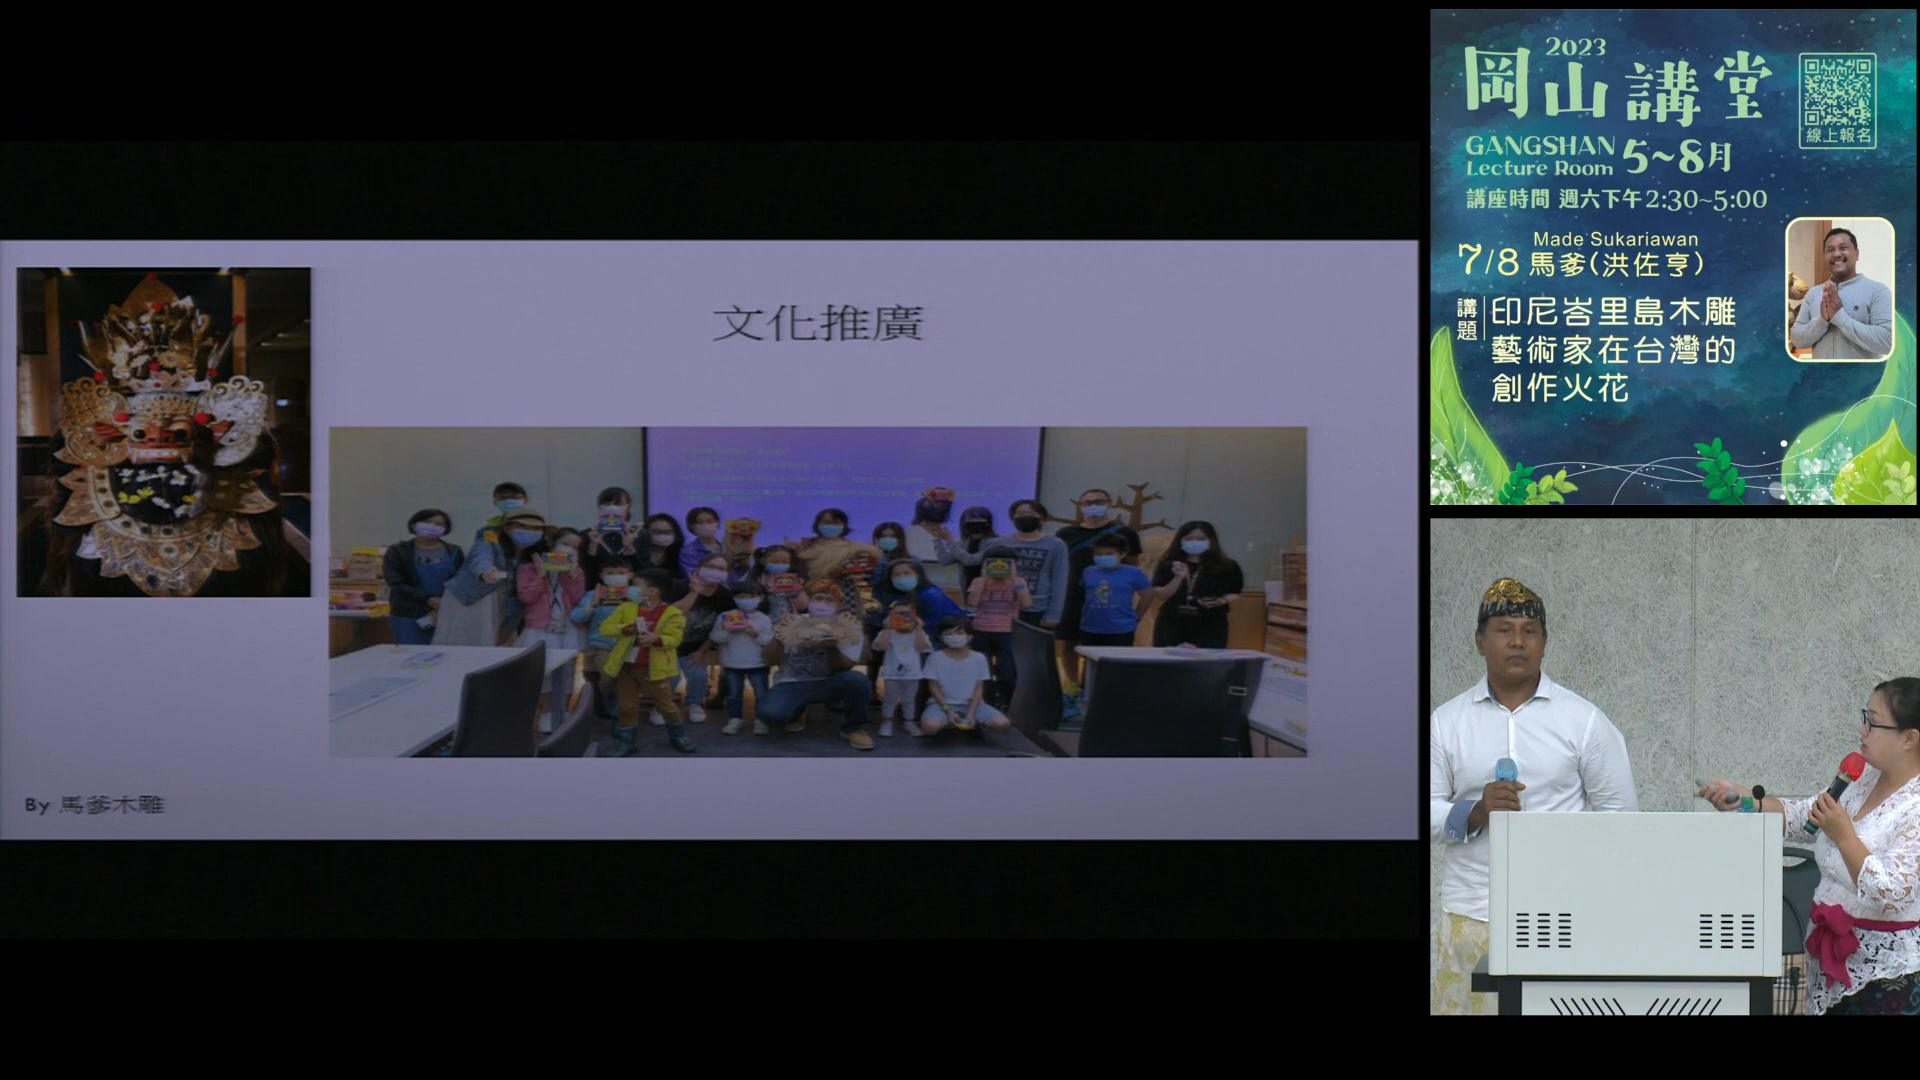 文化推廣
By 馬爹木雕
2023
岡山講堂
線上報名
GANGSHAN
Lecture Room
5~8月
講座時間 週六下午2:30~5:00
Made Sukariawan
7/8 馬爹(洪佐亨)
講題
印尼峇里島木雕
藝術家在台灣的
創作火花